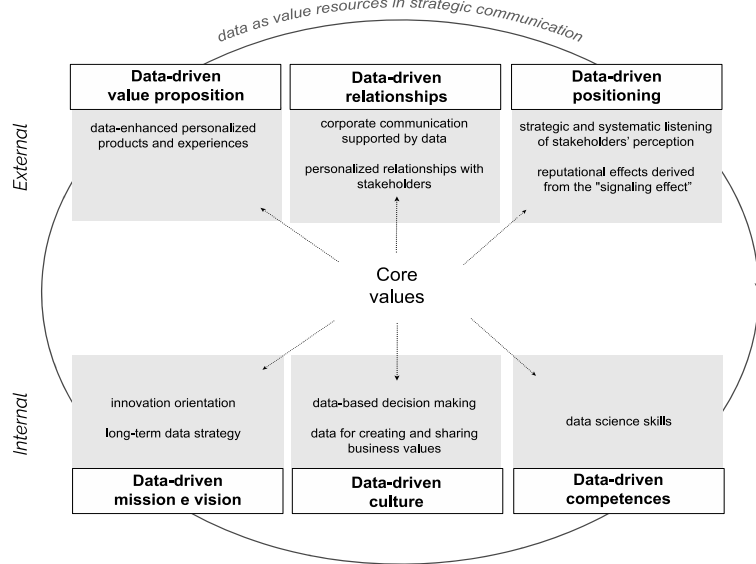 data as value resources in strategic communication
Data-driven
value proposition
Data-driven
relationships
Data-driven
positioning
External
data-enhanced personalized
products and experiences
corporate communication
supported by data
personalized relationships with
stakeholders
strategic and systematic listening
of stakeholders' perception
reputational effects derived
from the "signaling effect”
Core
values
Internal
innovation orientation
long-term data strategy
data-based decision making
data for creating and sharing
business values
data science skills
Data-driven
mission e vision
Data-driven
culture
Data-driven
competences